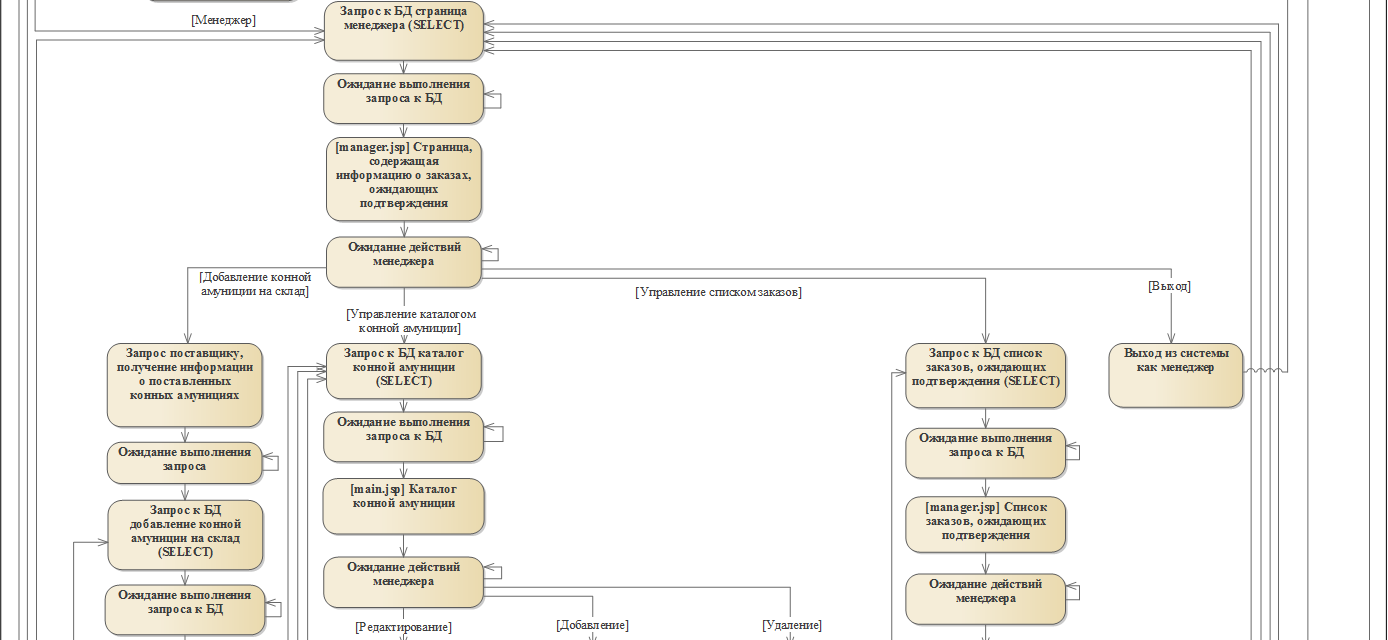 [Менеджер]
Запрос к БД страница
менеджера (SELECT)
Ожидание выполнения
запроса к БД
[manager.jsp] Страница,
содержащая
информацию о заказах,
ожидающих
подтверждения
Ожидание действий
менеджера
[Добавление конной
амуниции на склад]
[Управление каталогом
конной амуниции]
[Управление списком заказов]
[Выход]
Запрос поставщику,
получение информации
о поставленных
конных амунициях
Ожидание выполнения
запроса
Запрос к БД
добавление конной
амуниции на склад
(SELECT)
Ожидание выполнения
запроса к БД
Запрос к БД каталог
конной амуниции
(SELECT)
Ожидание выполнения
запроса к БД
[main.jsp] Каталог
конной амуниции
Ожидание действий
менеджера
[Редактирование]
[Добавление]
[Удаление]
Запрос к БД список
заказов, ожидающих
подтверждения (SELECT)
Ожидание выполнения
запроса к БД
[manager.jsp] Список
заказов, ожидающих
подтверждения
Ожидание действий
менеджера
Выход из системы
как менеджер